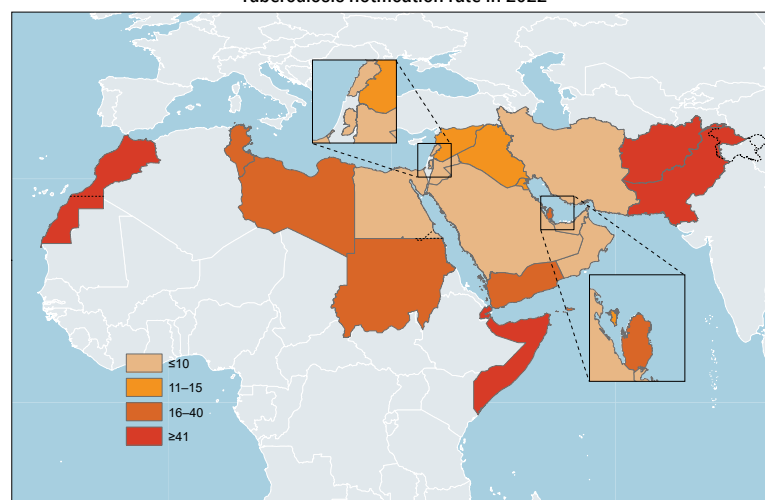 Tuberculosis notification rate in 2022
≤10
11–15
16–40
≥41